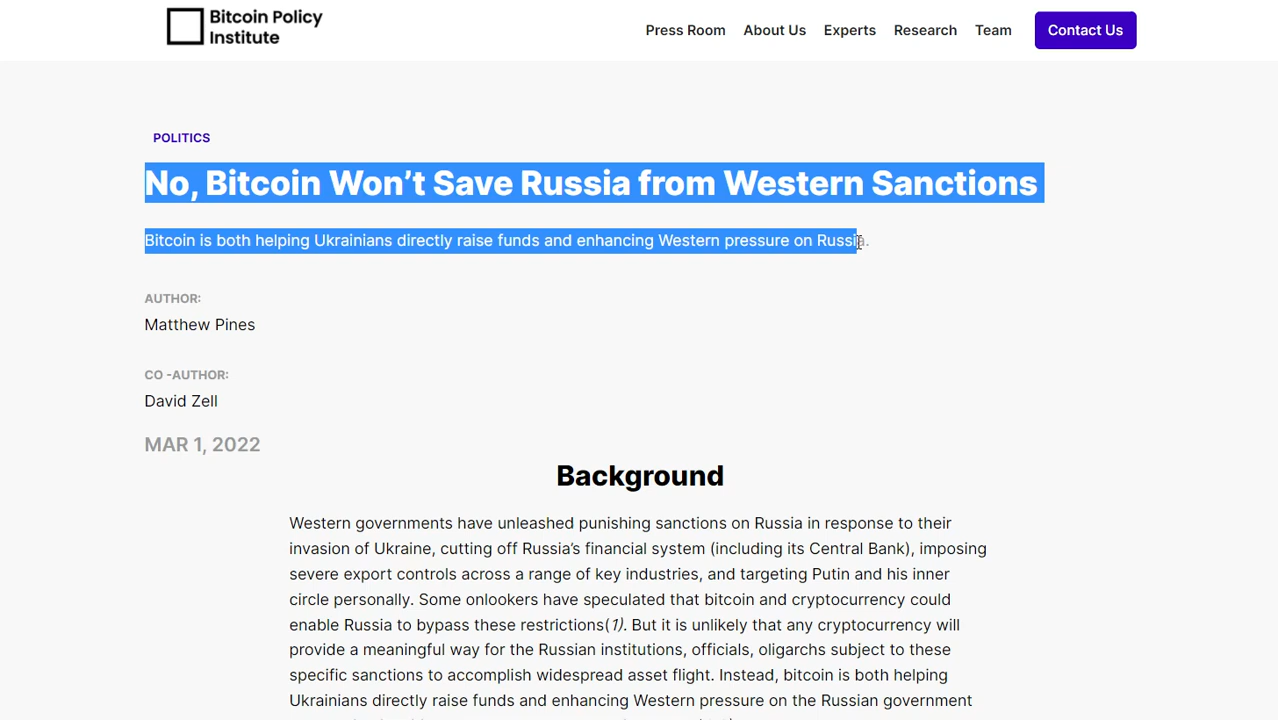 Bitcoin Policy
Institute
Press Room About Us Experts Research Team Contact Us
POLITICS
No, Bitcoin Won’t Save Russia from Western Sanctions
Bitcoin is both helping Ukrainians directly raise funds and enhancing Western pressure on Russia.
AUTHOR:
Matthew Pines
CO -AUTHOR:
David Zell
MAR 1, 2022
Background
Western governments have unleashed punishing sanctions on Russia in response to their
invasion of Ukraine, cutting off Russia’s financial system (including its Central Bank), imposing
severe export controls across a range of key industries, and targeting Putin and his inner
circle personally. Some onlookers have speculated that bitcoin and cryptocurrency could
enable Russia to bypass these restrictions(1). But it is unlikely that any cryptocurrency will
provide a meaningful way for the Russian institutions, officials, oligarchs subject to these
specific sanctions to accomplish widespread asset flight. Instead, bitcoin is both helping
Ukrainians directly raise funds and enhancing Western pressure on the Russian government